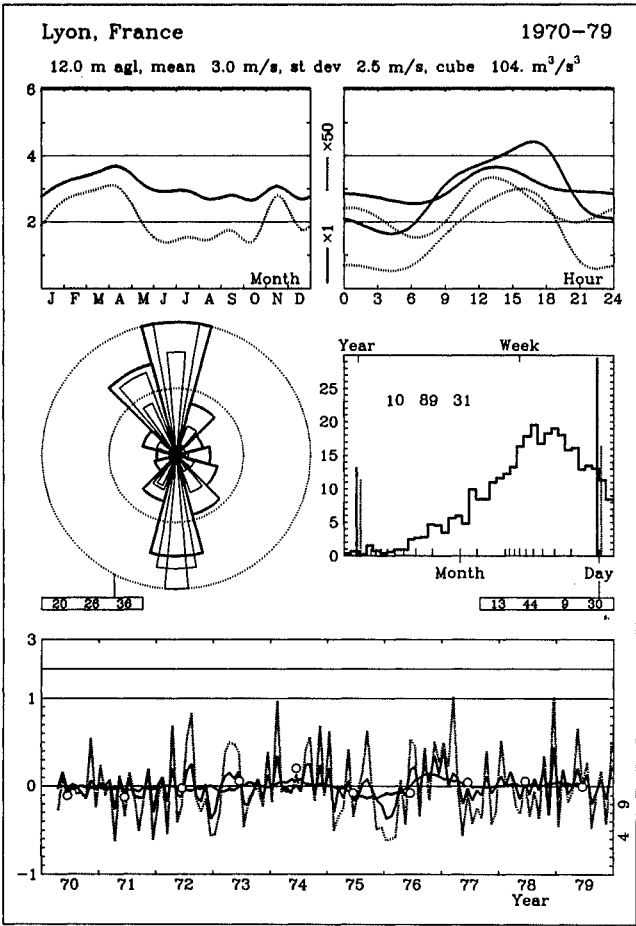 Lyon, France 1970-79
12.0 m agl, mean 3.0 m/s, st dev 2.5 m/s, cube 104. m³/s³
6
4
2
Month
J F M A M J J A S O N D
×1 ×50
Hour
0 3 6 9 12 15 18 21 24
Year Week
10 89 31
25
20
15
10
5
0
Month Day
20 26 36
13 44 9 30
3
1
0
-1
70 71 72 73 74 75 76 77 78 79
Year
4 9